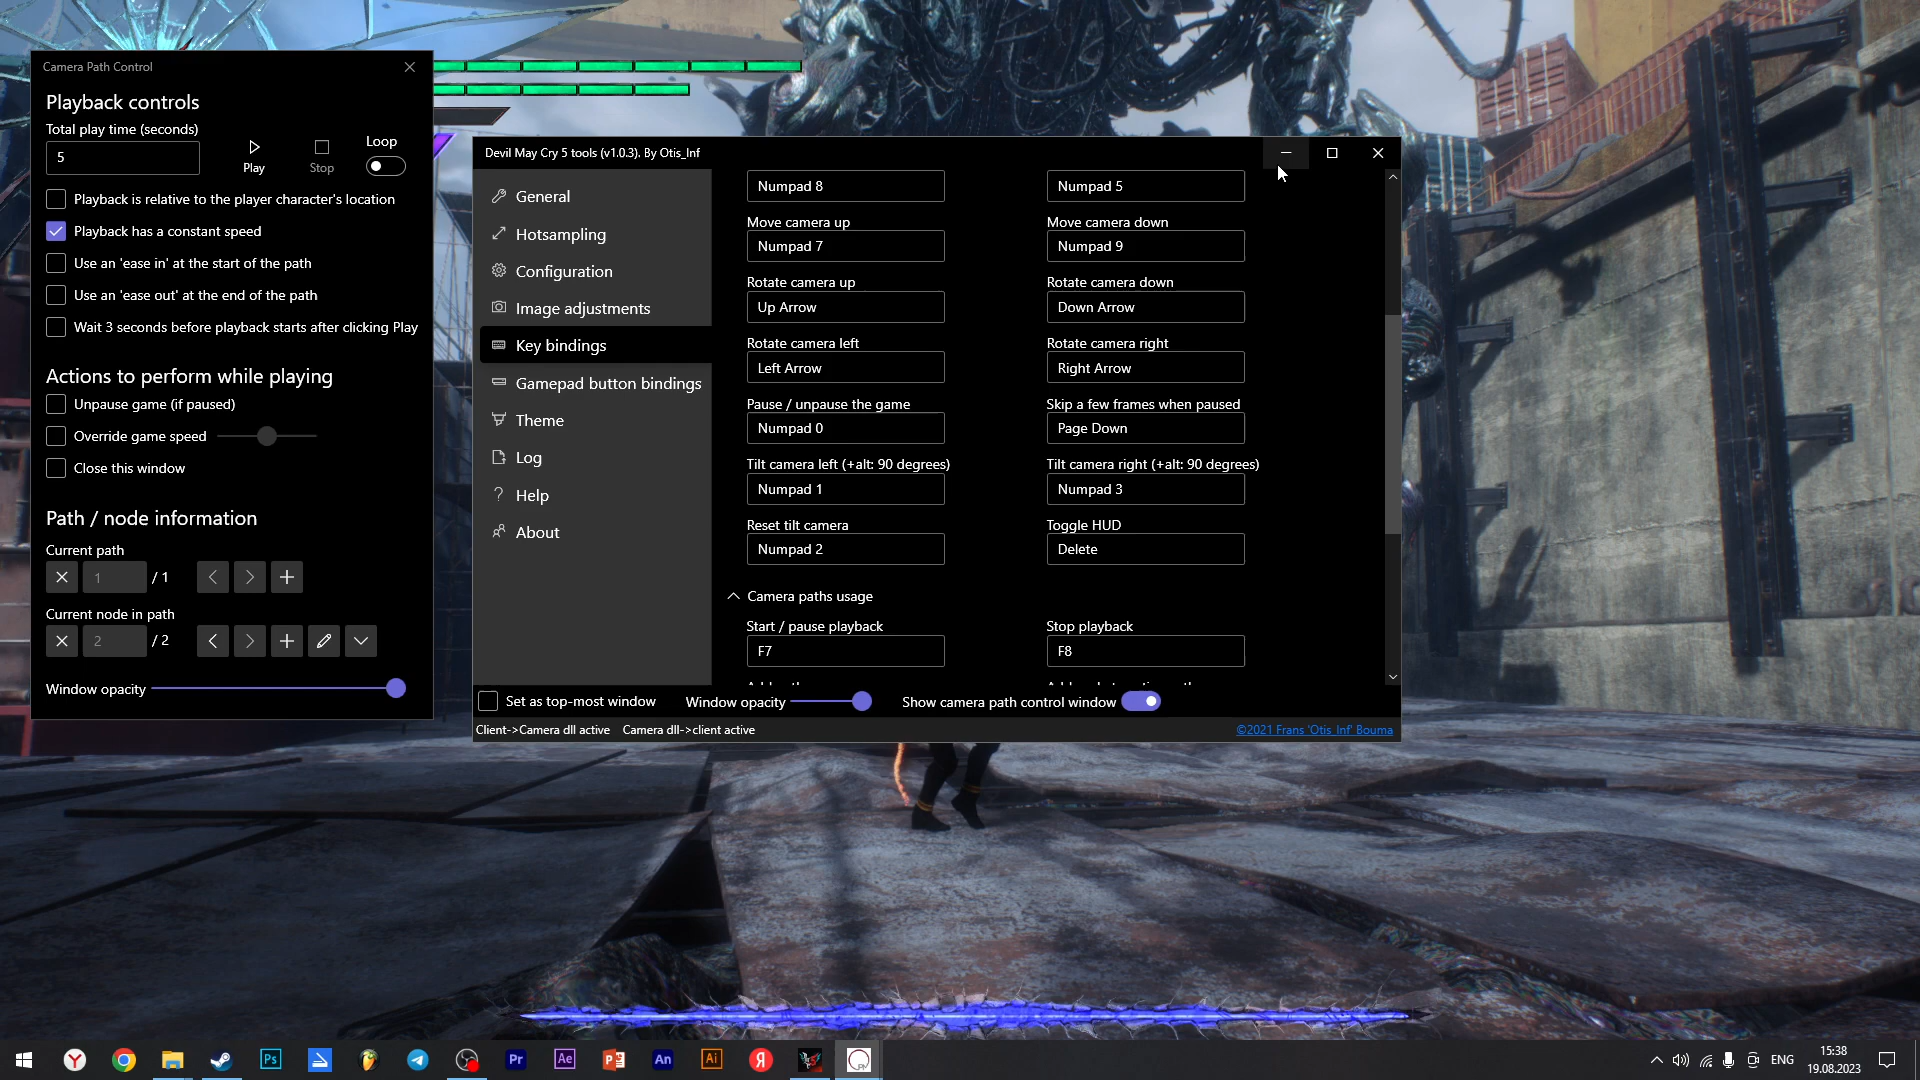 Camera Path Control
Playback controls
Total play time (seconds)
5
Play
Stop
Loop
Playback is relative to the player character's location
Playback has a constant speed
Use an 'ease in' at the start of the path
Use an 'ease out' at the end of the path
Wait 3 seconds before playback starts after clicking Play
Actions to perform while playing
Unpause game (if paused)
Override game speed
Close this window
Path / node information
Current path
1 / 1
Current node in path
2 / 2
Window opacity
Devil May Cry 5 tools (v1.0.3). By Otis_Inf
General
Hotsampling
Configuration
Image adjustments
Key bindings
Gamepad button bindings
Theme
Log
Help
About
Numpad 8
Numpad 5
Move camera up
Move camera down
Numpad 7
Numpad 9
Rotate camera up
Rotate camera down
Up Arrow
Down Arrow
Rotate camera left
Rotate camera right
Left Arrow
Right Arrow
Pause / unpause the game
Skip a few frames when paused
Numpad 0
Page Down
Tilt camera left (+alt: 90 degrees)
Tilt camera right (+alt: 90 degrees)
Numpad 1
Numpad 3
Reset tilt camera
Toggle HUD
Numpad 2
Delete
Camera paths usage
Start / pause playback
Stop playback
F7
F8
Set as top-most window
Window opacity
Show camera path control window
Client->Camera dll active
Camera dll->client active
©2021 Frans 'Otis_Inf' Bouma
Y
Ps
Pr
Ae
An
Ai
Я
ENG
15:38
19.08.2023